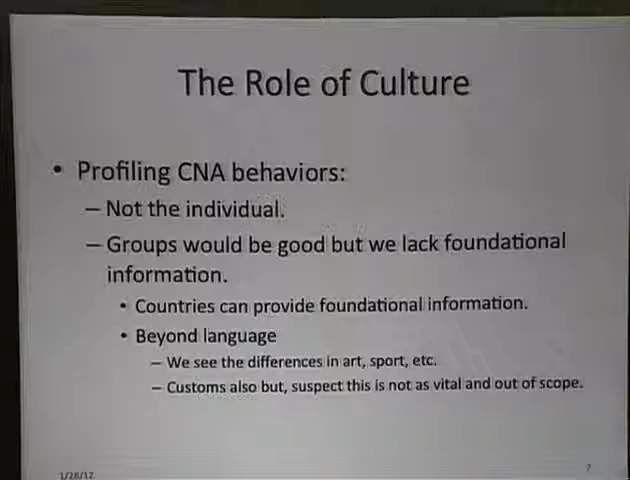 The Role of Culture
• Profiling CNA behaviors:
– Not the individual.
– Groups would be good but we lack foundational
information.
• Countries can provide foundational information.
• Beyond language
– We see the differences in art, sport, etc.
– Customs also but, suspect this is not as vital and out of scope.
1/28/12
7